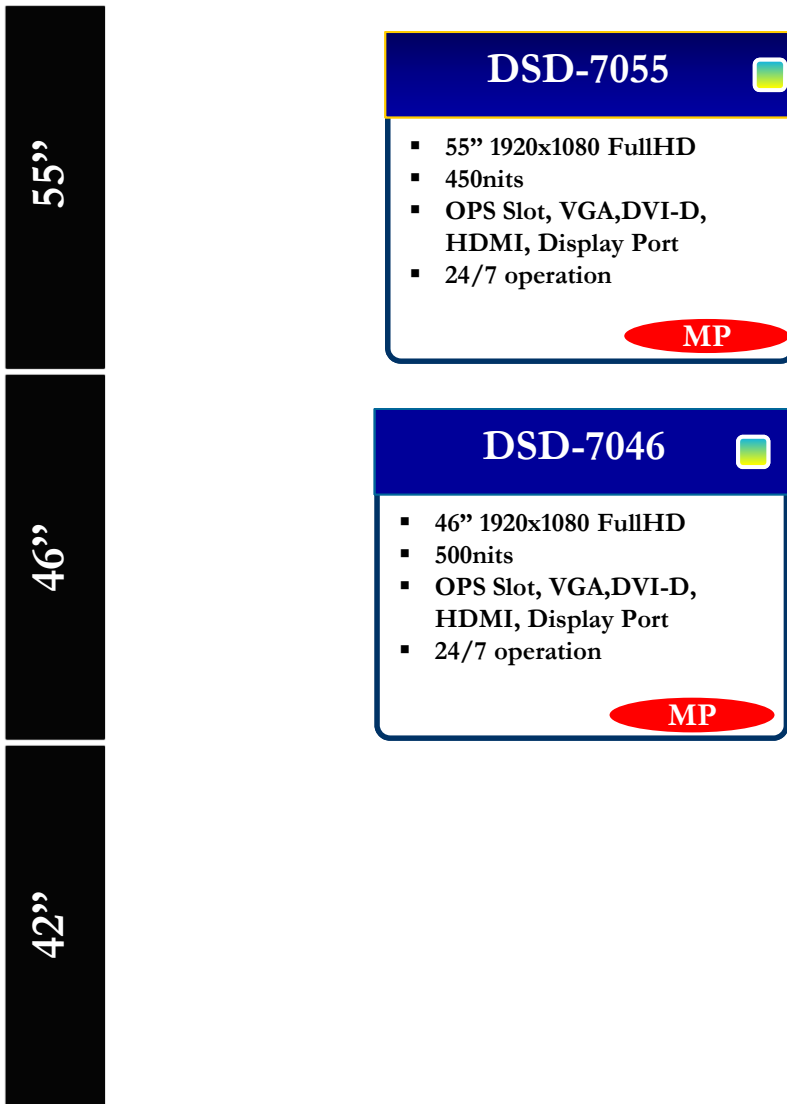 55”
DSD-7055
▪ 55” 1920x1080 FullHD
▪ 450nits
▪ OPS Slot, VGA,DVI-D,
HDMI, Display Port
▪ 24/7 operation
MP
46”
DSD-7046
▪ 46” 1920x1080 FullHD
▪ 500nits
▪ OPS Slot, VGA,DVI-D,
HDMI, Display Port
▪ 24/7 operation
MP
42”